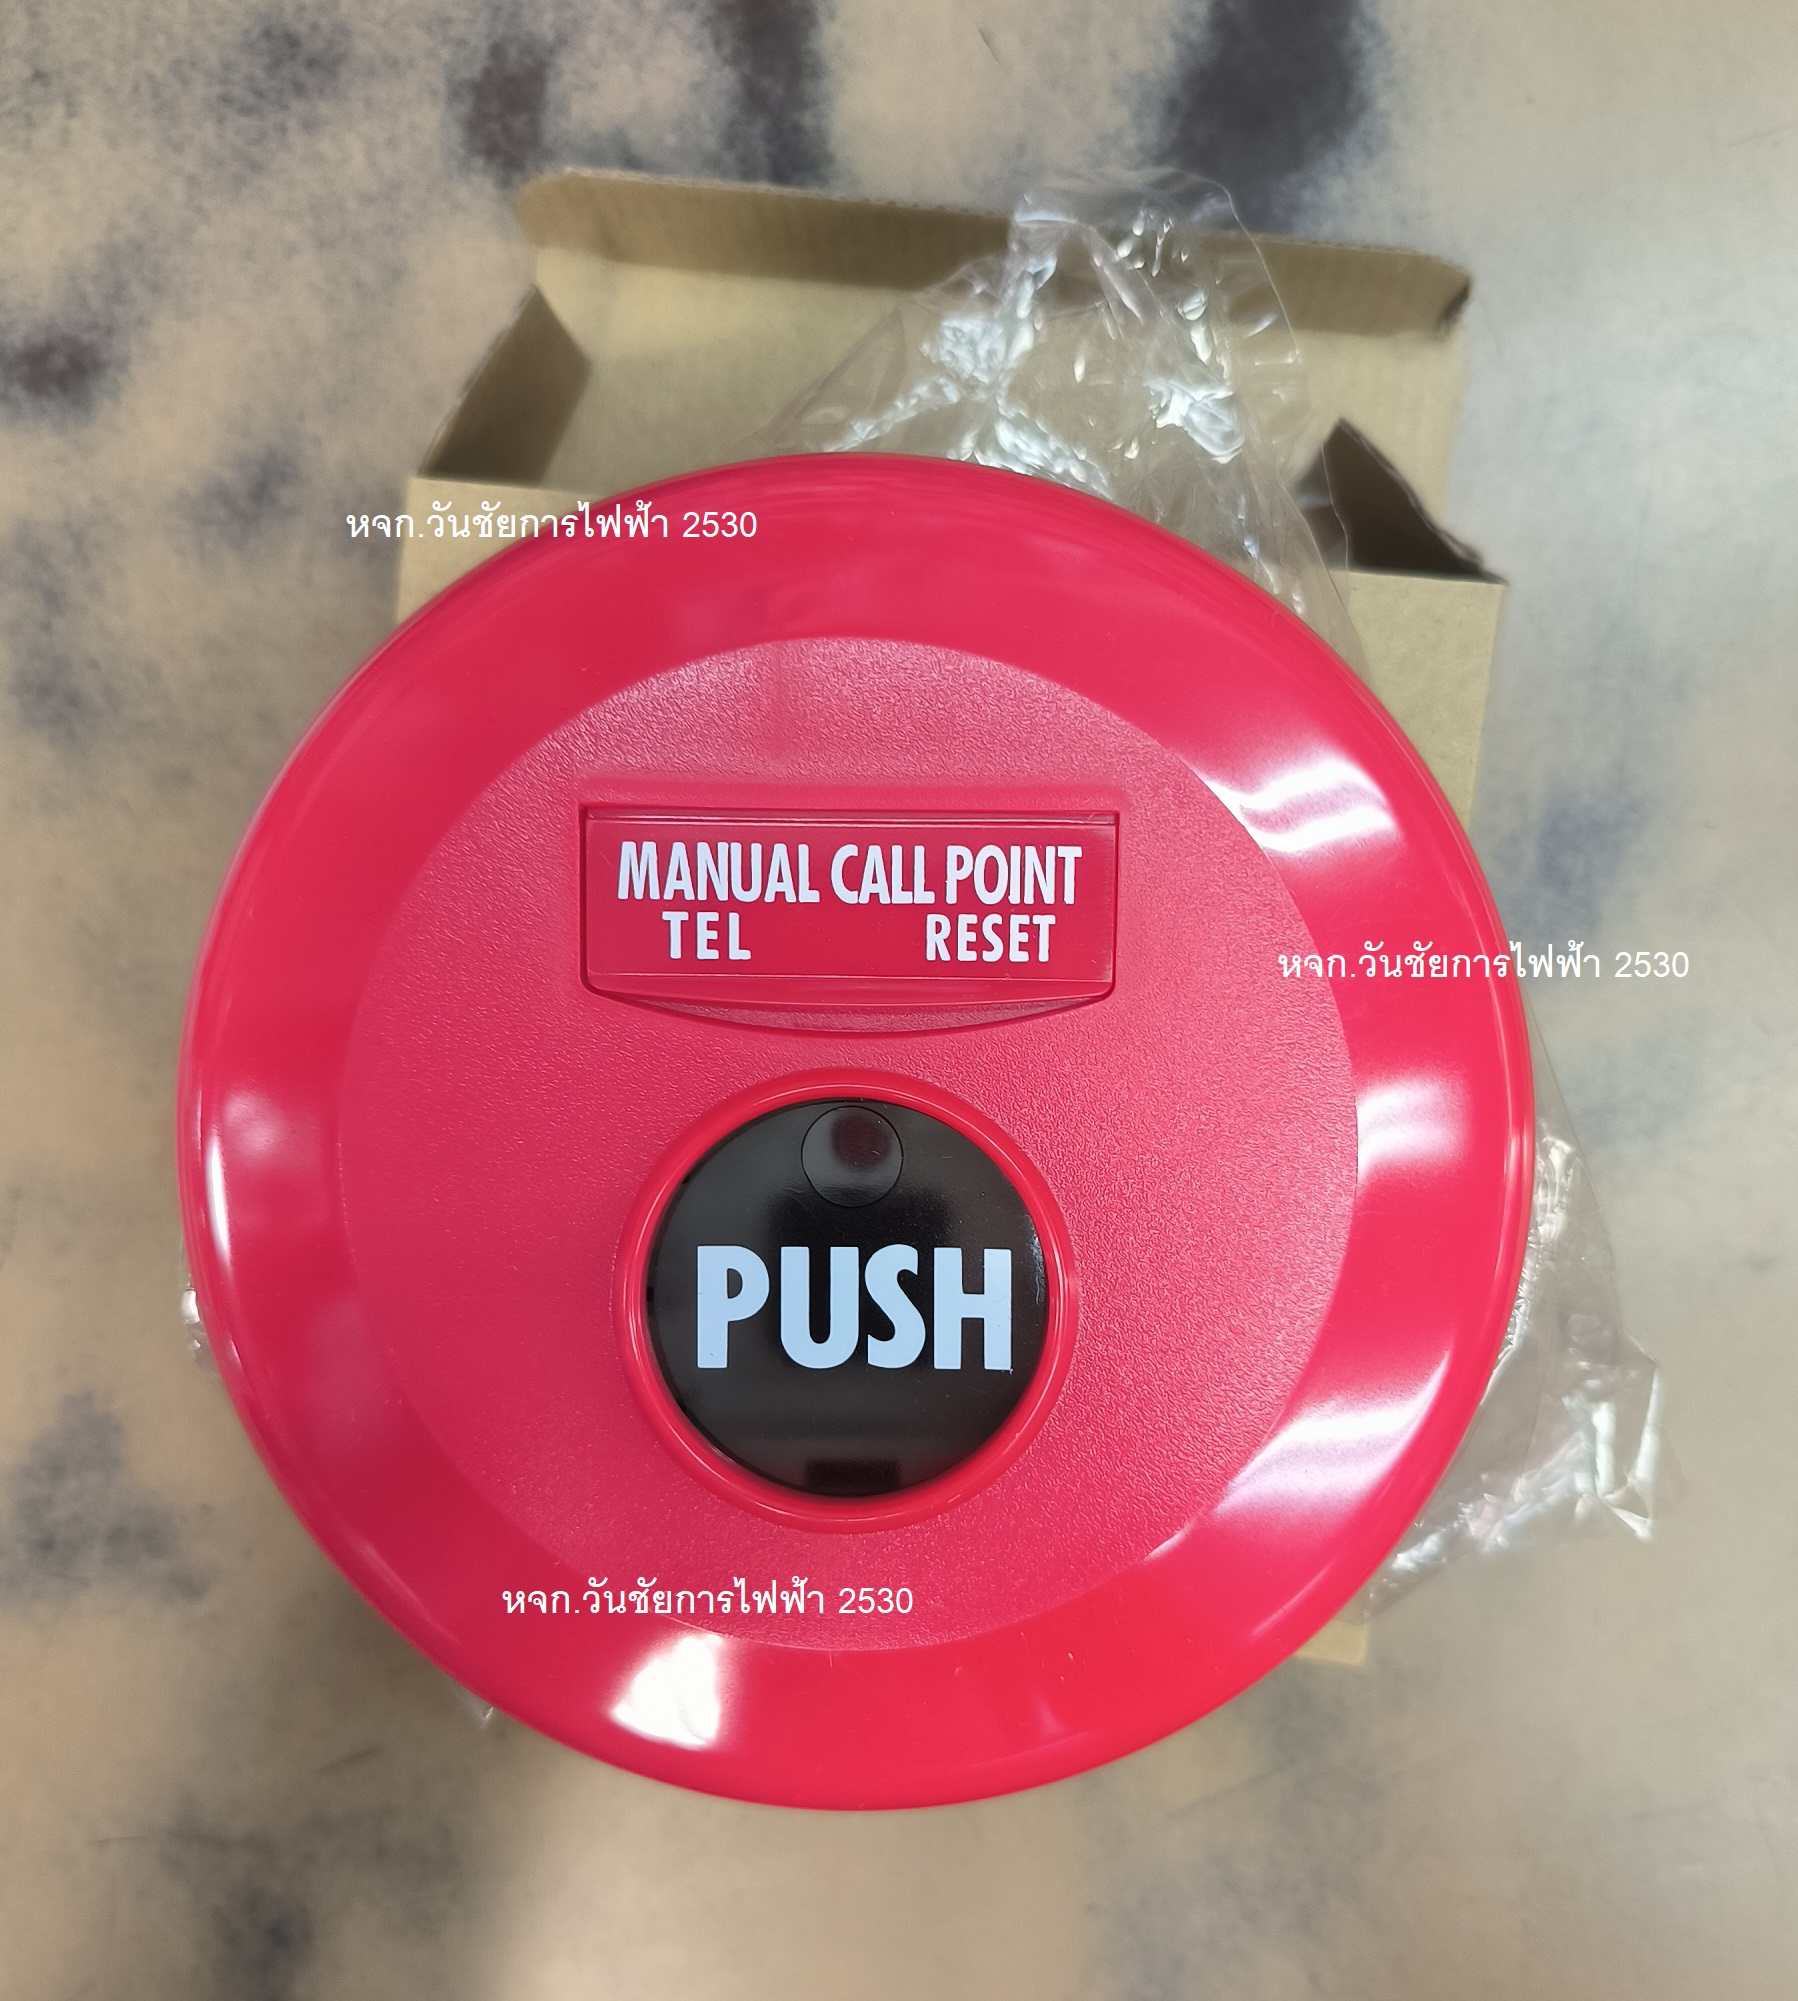 หจก.วันชัยการไฟฟ้า 2530
MANUAL CALL POINT
TEL RESET
หจก.วันชัยการไฟฟ้า 2530
PUSH
หจก.วันชัยการไฟฟ้า 2530